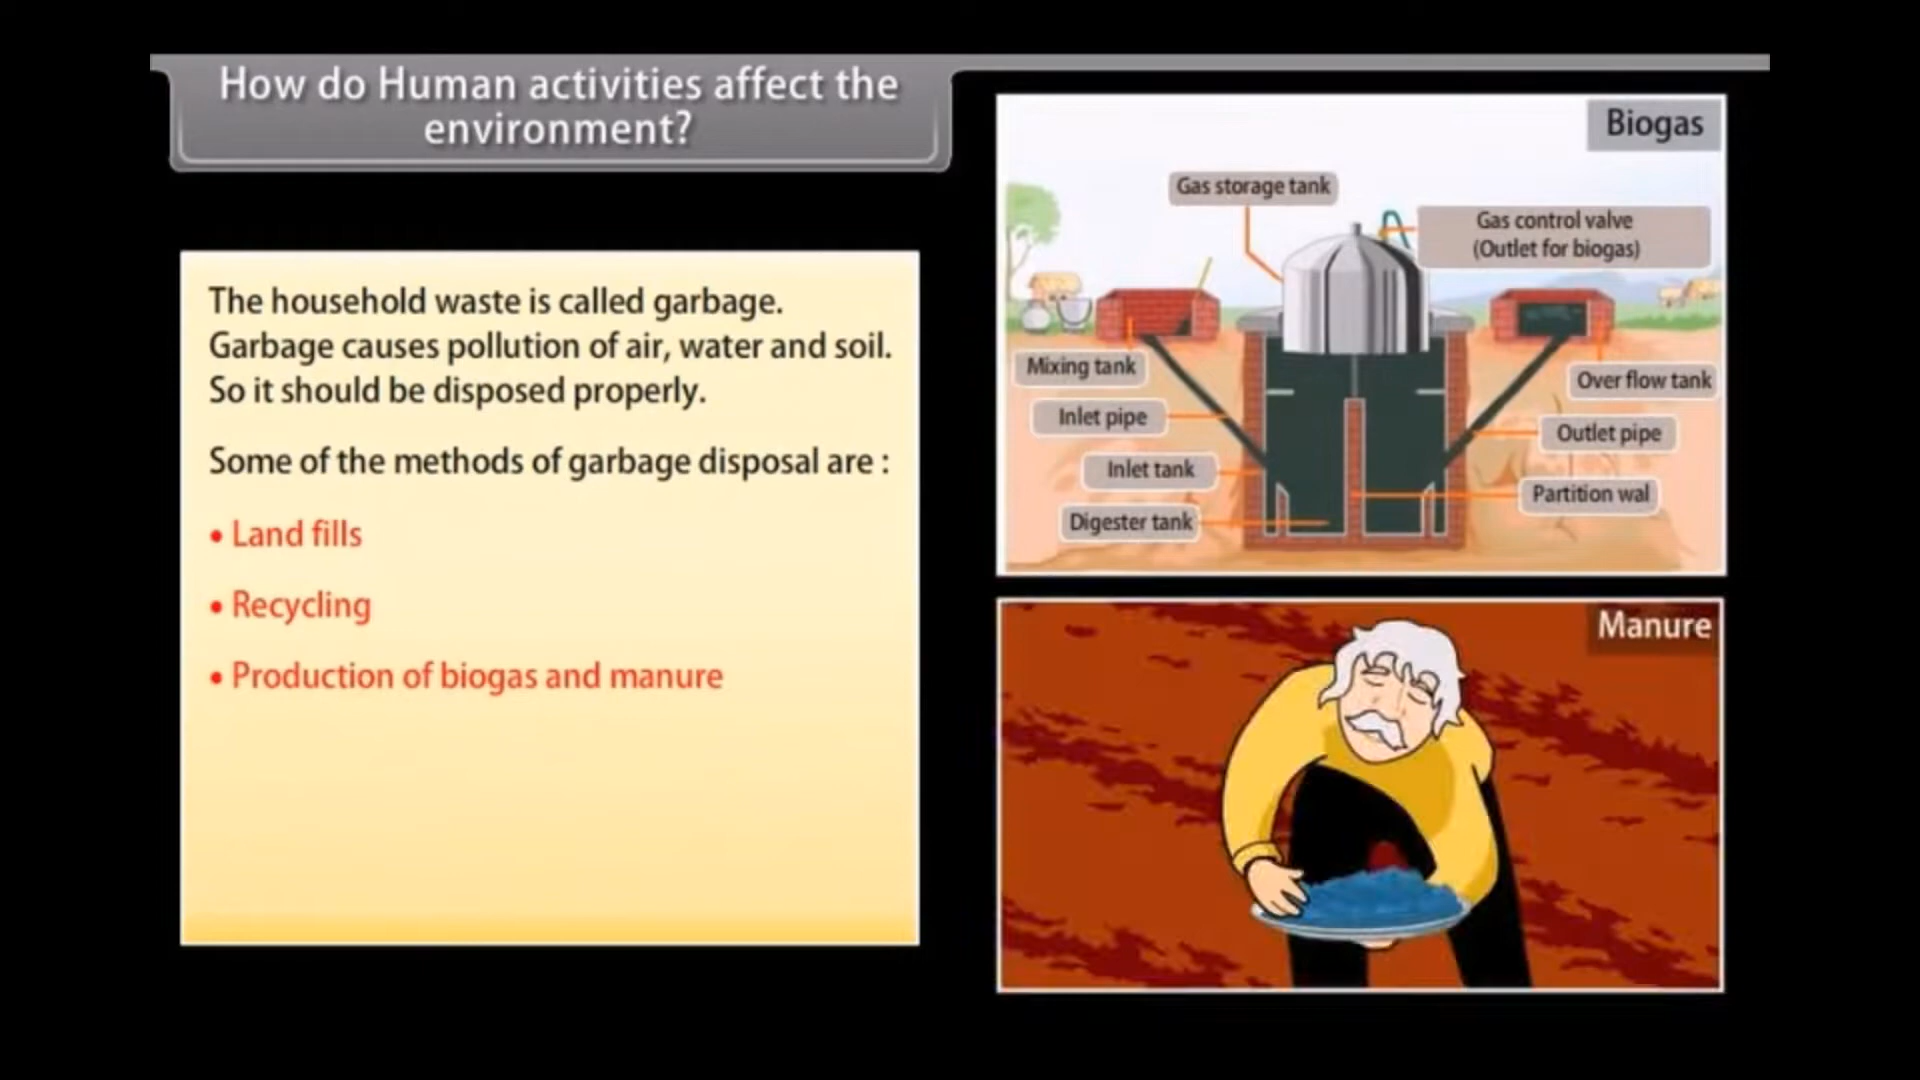 How do Human activities affect the
environment?
The household waste is called garbage.
Garbage causes pollution of air, water and soil.
So it should be disposed properly.
Some of the methods of garbage disposal are :
• Land fills
• Recycling
• Production of biogas and manure
Biogas
Gas storage tank
Gas control valve
(Outlet for biogas)
Mixing tank
Over flow tank
Inlet pipe
Outlet pipe
Inlet tank
Partition wal
Digester tank
Manure